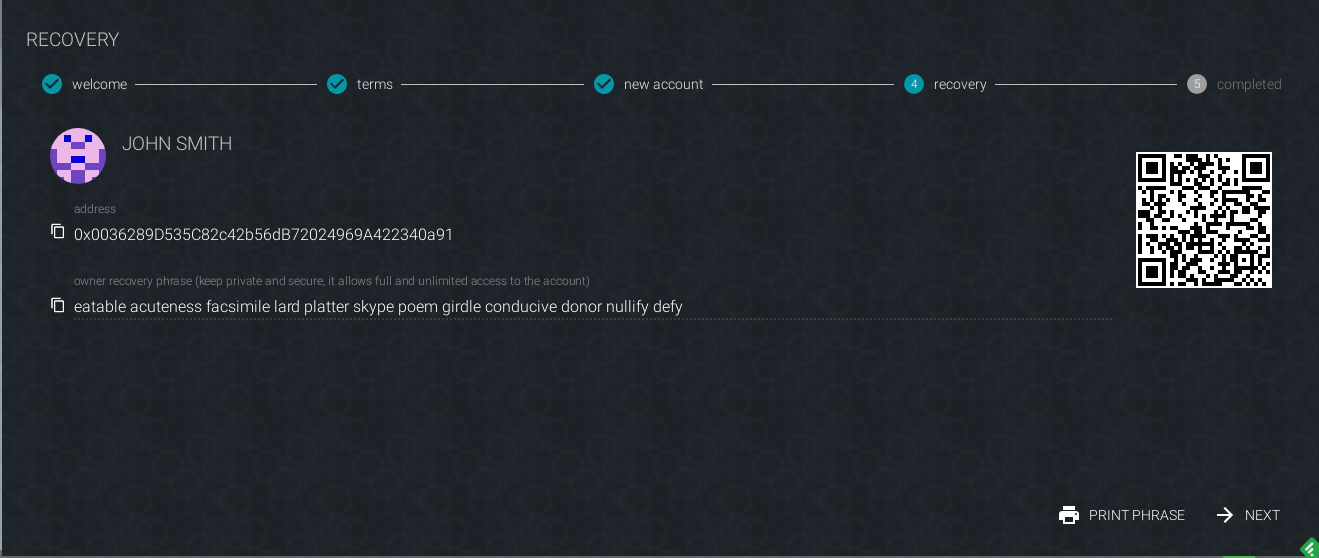 RECOVERY
welcome terms new account 4 recovery 5 completed
JOHN SMITH
address
0x0036289D535C82c42b56dB72024969A422340a91
owner recovery phrase (keep private and secure, it allows full and unlimited access to the account)
eatable acuteness facsimile lard platter skype poem girdle conducive donor nullify defy
PRINT PHRASE NEXT